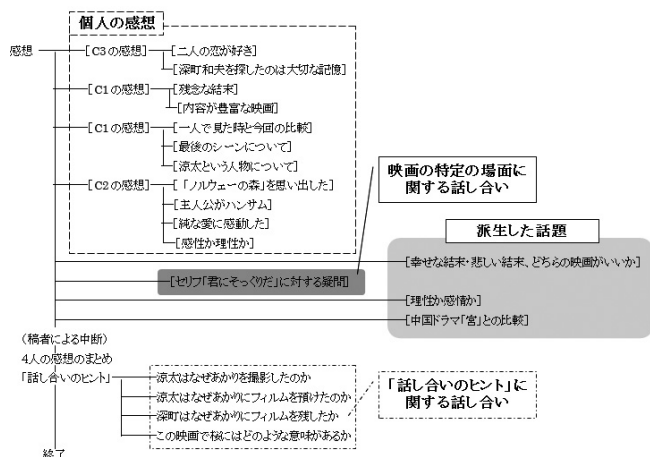 個人の感想
感想
[C3の感想]
[二人の恋が好き]
[深町和夫を探したのは大切な記憶]
[C1の感想]
[残念な結末]
[内容が豊富な映画]
[C1の感想]
[一人で見た時と今回の比較]
[最後のシーンについて]
[涼太という人物について]
[C2の感想]
[「ノルウェーの森」を思い出した]
[主人公がハンサム]
[純な愛に感動した]
[感性か理性か]
映画の特定の場面に
関する話し合い
派生した話題
[幸せな結末・悲しい結末、どちらの映画がいいか]
[セリフ「君にそっくりだ」に対する疑問]
[理性か感情か]
[中国ドラマ「宮」との比較]
(稿者による中断)
4人の感想のまとめ
「話し合いのヒント」
涼太はなぜあかりを撮影したのか
涼太はなぜあかりにフィルムを預けたのか
深町はなぜあかりにフィルムを残したか
この映画で桜にはどのような意味があるか
「話し合いのヒント」に
関する話し合い
終了